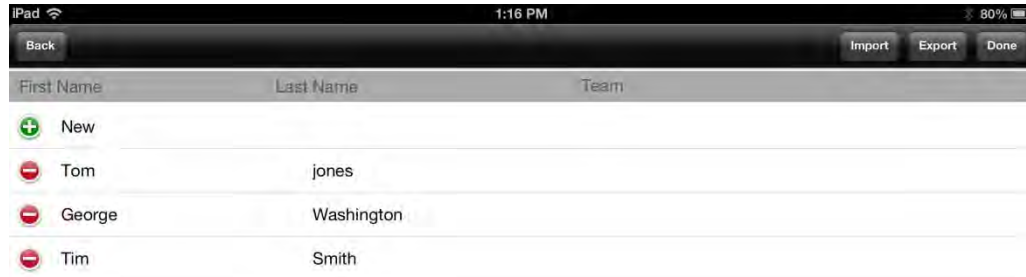 iPad 1:16 PM 80%
Back Import Export Done
First Name Last Name Team
New
Tom jones
George Washington
Tim Smith